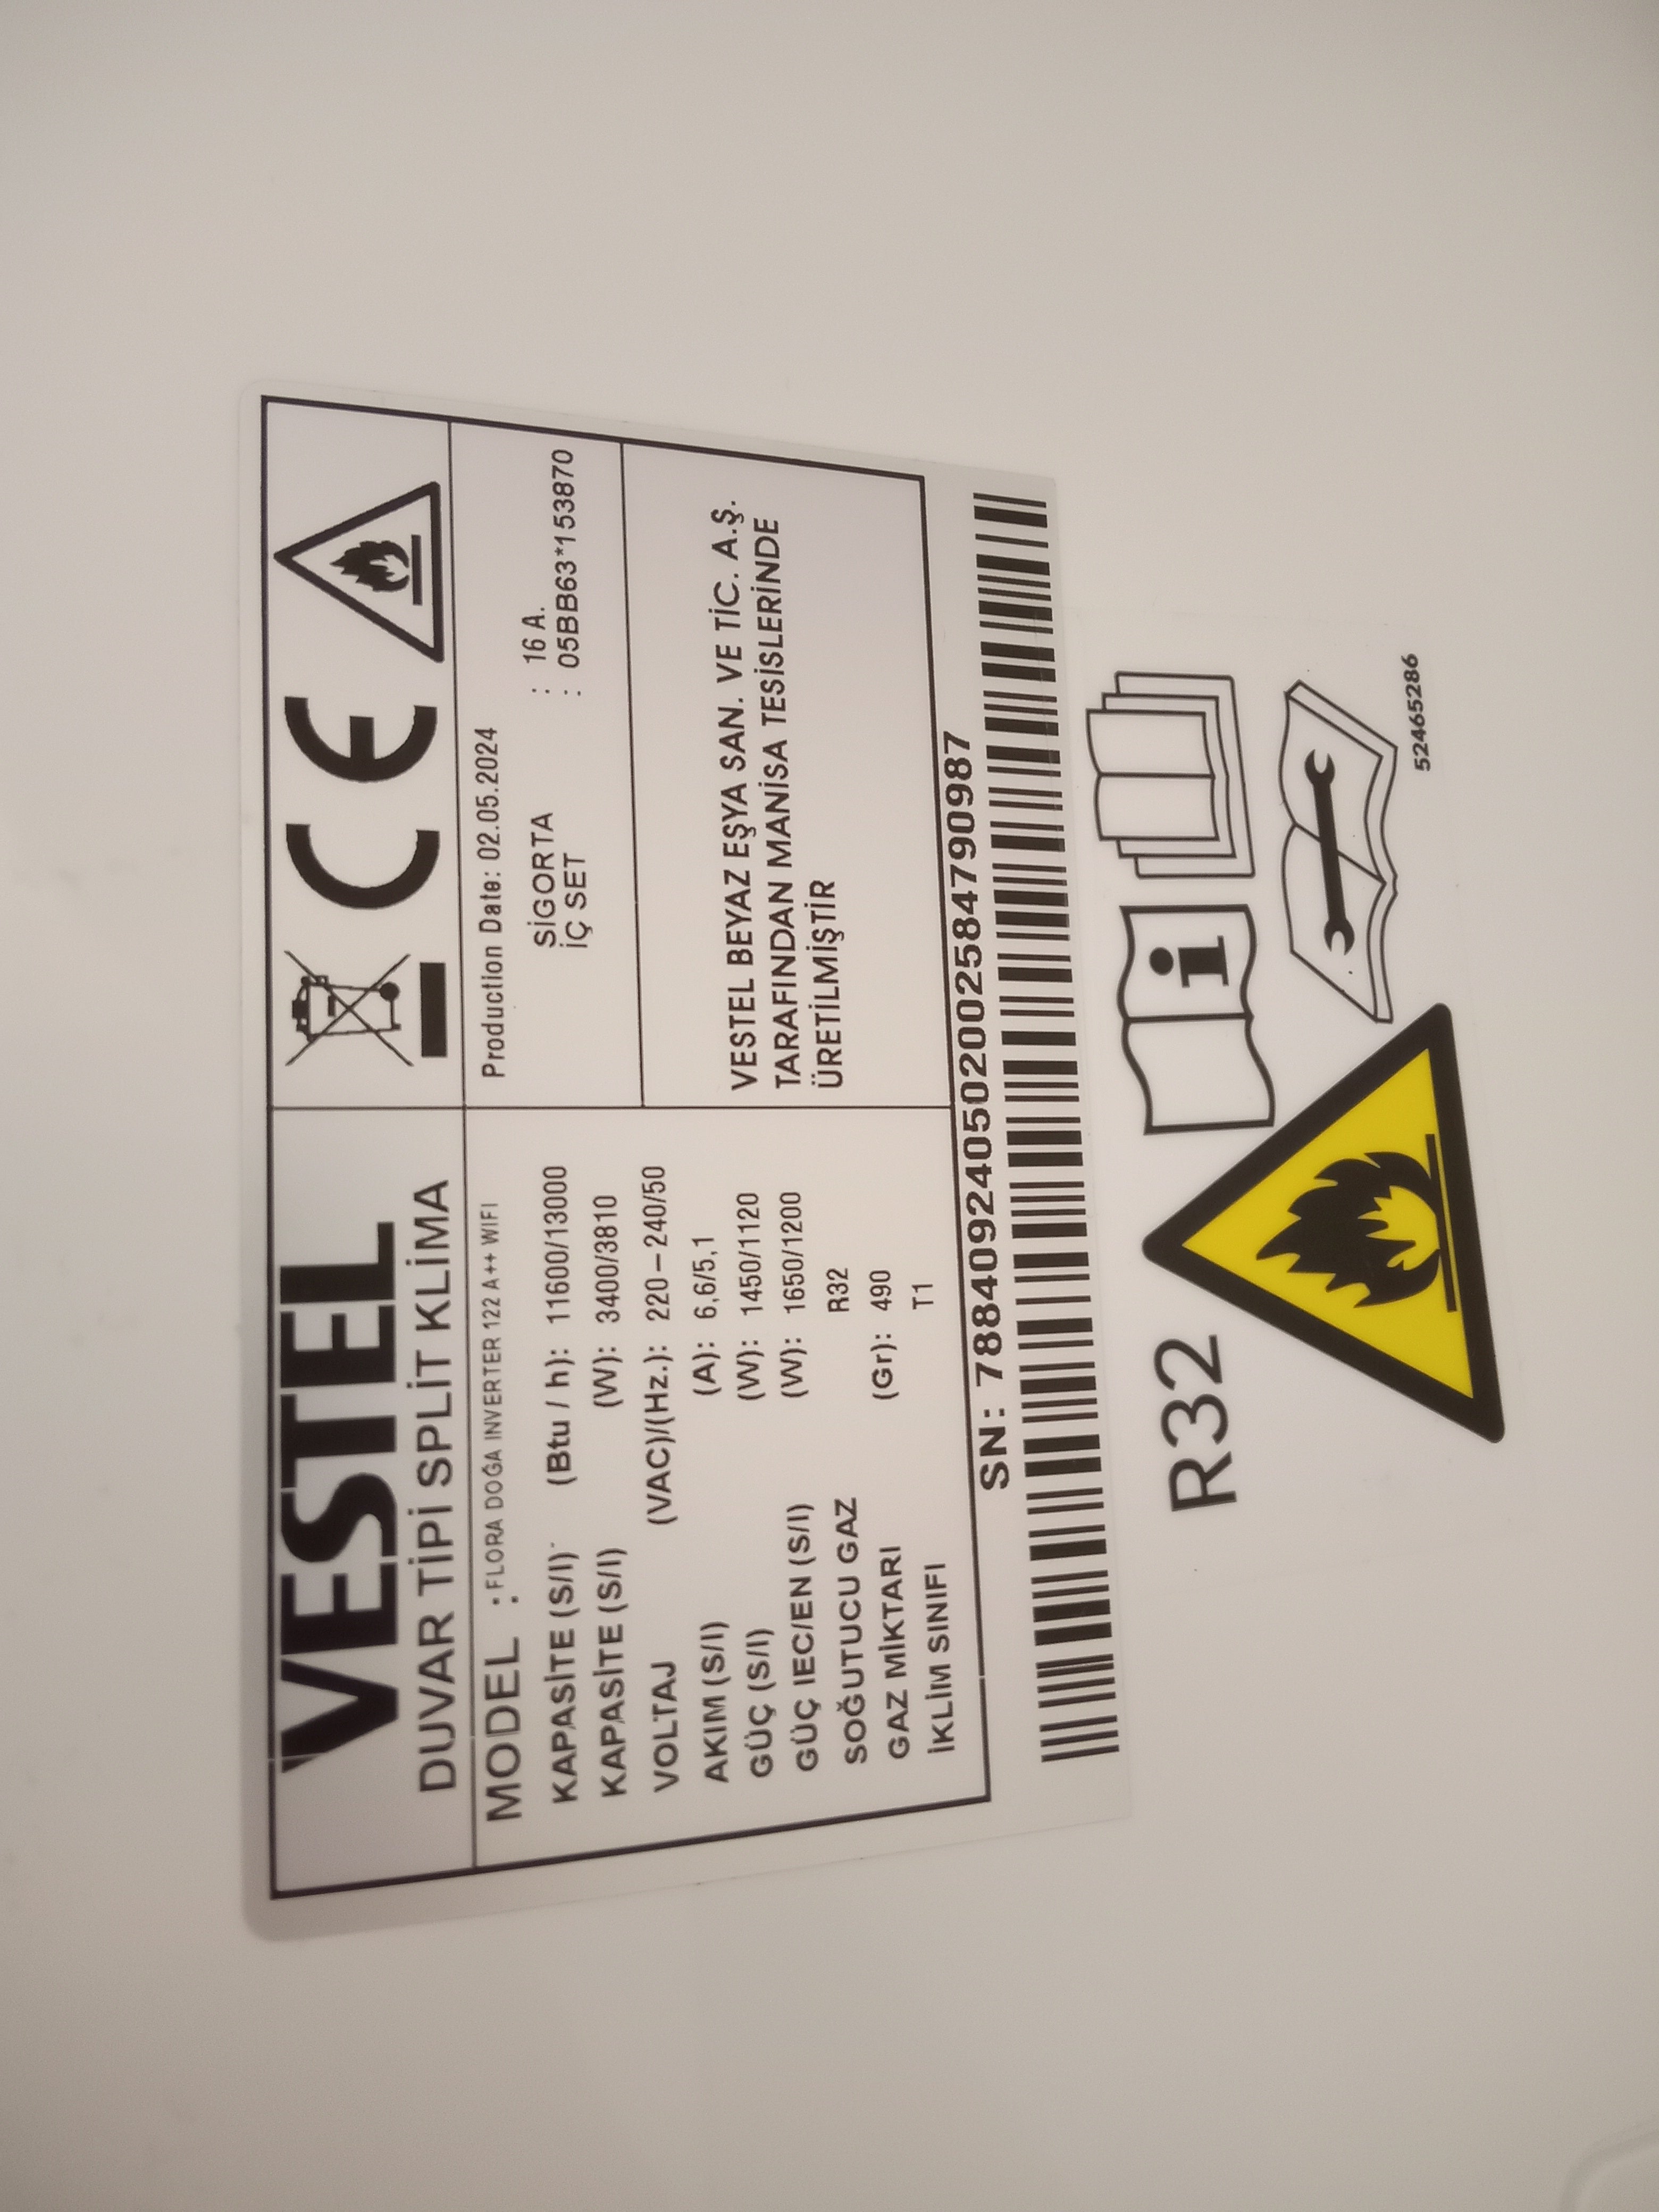 VESTEL
DUVAR TİPİ SPLİT KLİMA
CE
MODEL : FLORA DOĞA INVERTER 122 A++ WIFI
KAPASİTE (S/I) (Btu / h): 11600/13000
KAPASİTE (S/I) (W): 3400/3810
VOLTAJ (VAC)/(Hz.): 220-240/50
AKIM (S/I) (A): 6,6/5,1
GÜÇ (S/I) (W): 1450/1120
GÜÇ IEC/EN (S/I) (W): 1650/1200
SOĞUTUCU GAZ R32
GAZ MİKTARI (Gr): 490
İKLİM SINIFI T1
Production Date: 02.05.2024
SİGORTA : 16 A.
İÇ SET : 05BB63*153870
VESTEL BEYAZ EŞYA SAN. VE TİC. A.Ş.
TARAFINDAN MANİSA TESİSLERİNDE
ÜRETİLMİŞTİR
SN: 788409240502002584790987
R32
i
52465286